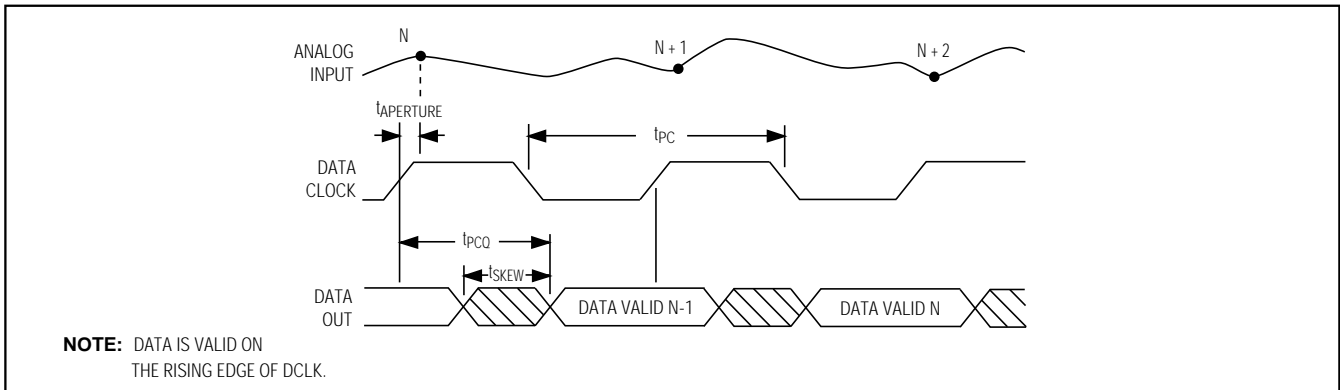 N
N + 1
N + 2
ANALOG
INPUT
tAPERTURE
tPC
DATA
CLOCK
tPCQ
tSKEW
DATA
OUT
DATA VALID N-1
DATA VALID N
NOTE: DATA IS VALID ON
THE RISING EDGE OF DCLK.